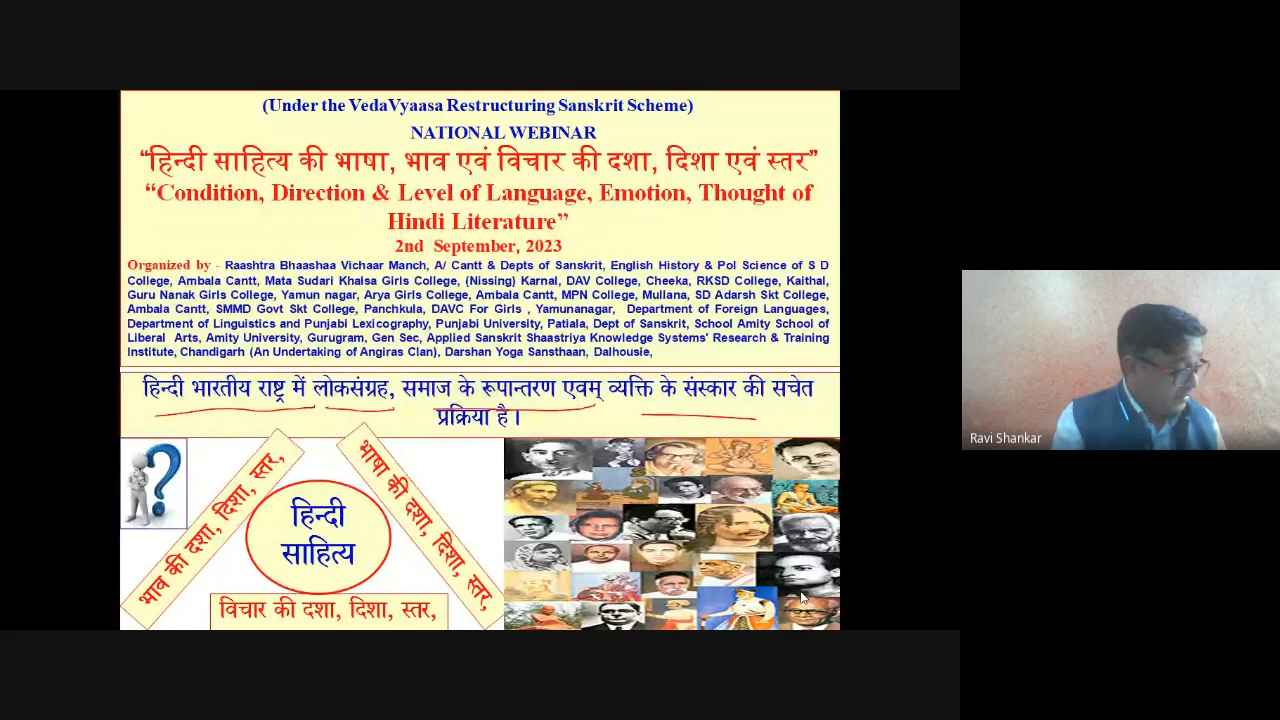 (Under the VedaVyaasa Restructuring Sanskrit Scheme)
NATIONAL WEBINAR
“हिन्दी साहित्य की भाषा, भाव एवं विचार की दशा, दिशा एवं स्तर”
“Condition, Direction & Level of Language, Emotion, Thought of
Hindi Literature”
2nd September, 2023
Organized by - Raashtra Bhaashaa Vichaar Manch, A/ Cantt & Depts of Sanskrit, English History & Pol Science of S D
College, Ambala Cantt, Mata Sudari Khalsa Girls College, (Nissing) Karnal, DAV College, Cheeka, RKSD College, Kaithal,
Guru Nanak Girls College, Yamun nagar, Arya Girls College, Ambala Cantt, MPN College, Mullana, SD Adarsh Skt College,
Ambala Cantt, SMMD Govt Skt College, Panchkula, DAVC For Girls , Yamunanagar, Department of Foreign Languages,
Department of Linguistics and Punjabi Lexicography, Punjabi University, Patiala, Dept of Sanskrit, School Amity School of
Liberal Arts, Amity University, Gurugram, Gen Sec, Applied Sanskrit Shaastriya Knowledge Systems' Research & Training
Institute, Chandigarh (An Undertaking of Angiras Clan), Darshan Yoga Sansthaan, Dalhousie,
हिन्दी भारतीय राष्ट्र में लोकसंग्रह, समाज के रूपान्तरण एवम् व्यक्ति के संस्कार की सचेत
प्रक्रिया है।
भाव की दशा, दिशा, स्तर,
भाषा की दशा, दिशा, स्तर,
हिन्दी
साहित्य
विचार की दशा, दिशा, स्तर,
Ravi Shankar